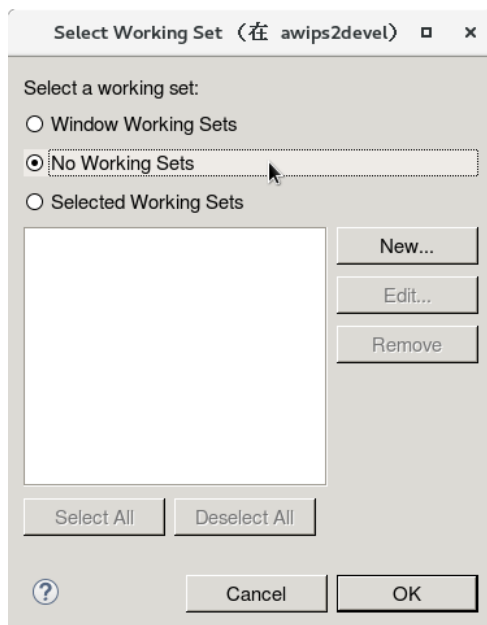 Select Working Set (在 awips2devel)
Select a working set:
Window Working Sets
No Working Sets
Selected Working Sets
New...
Edit...
Remove
Select All Deselect All
Cancel OK